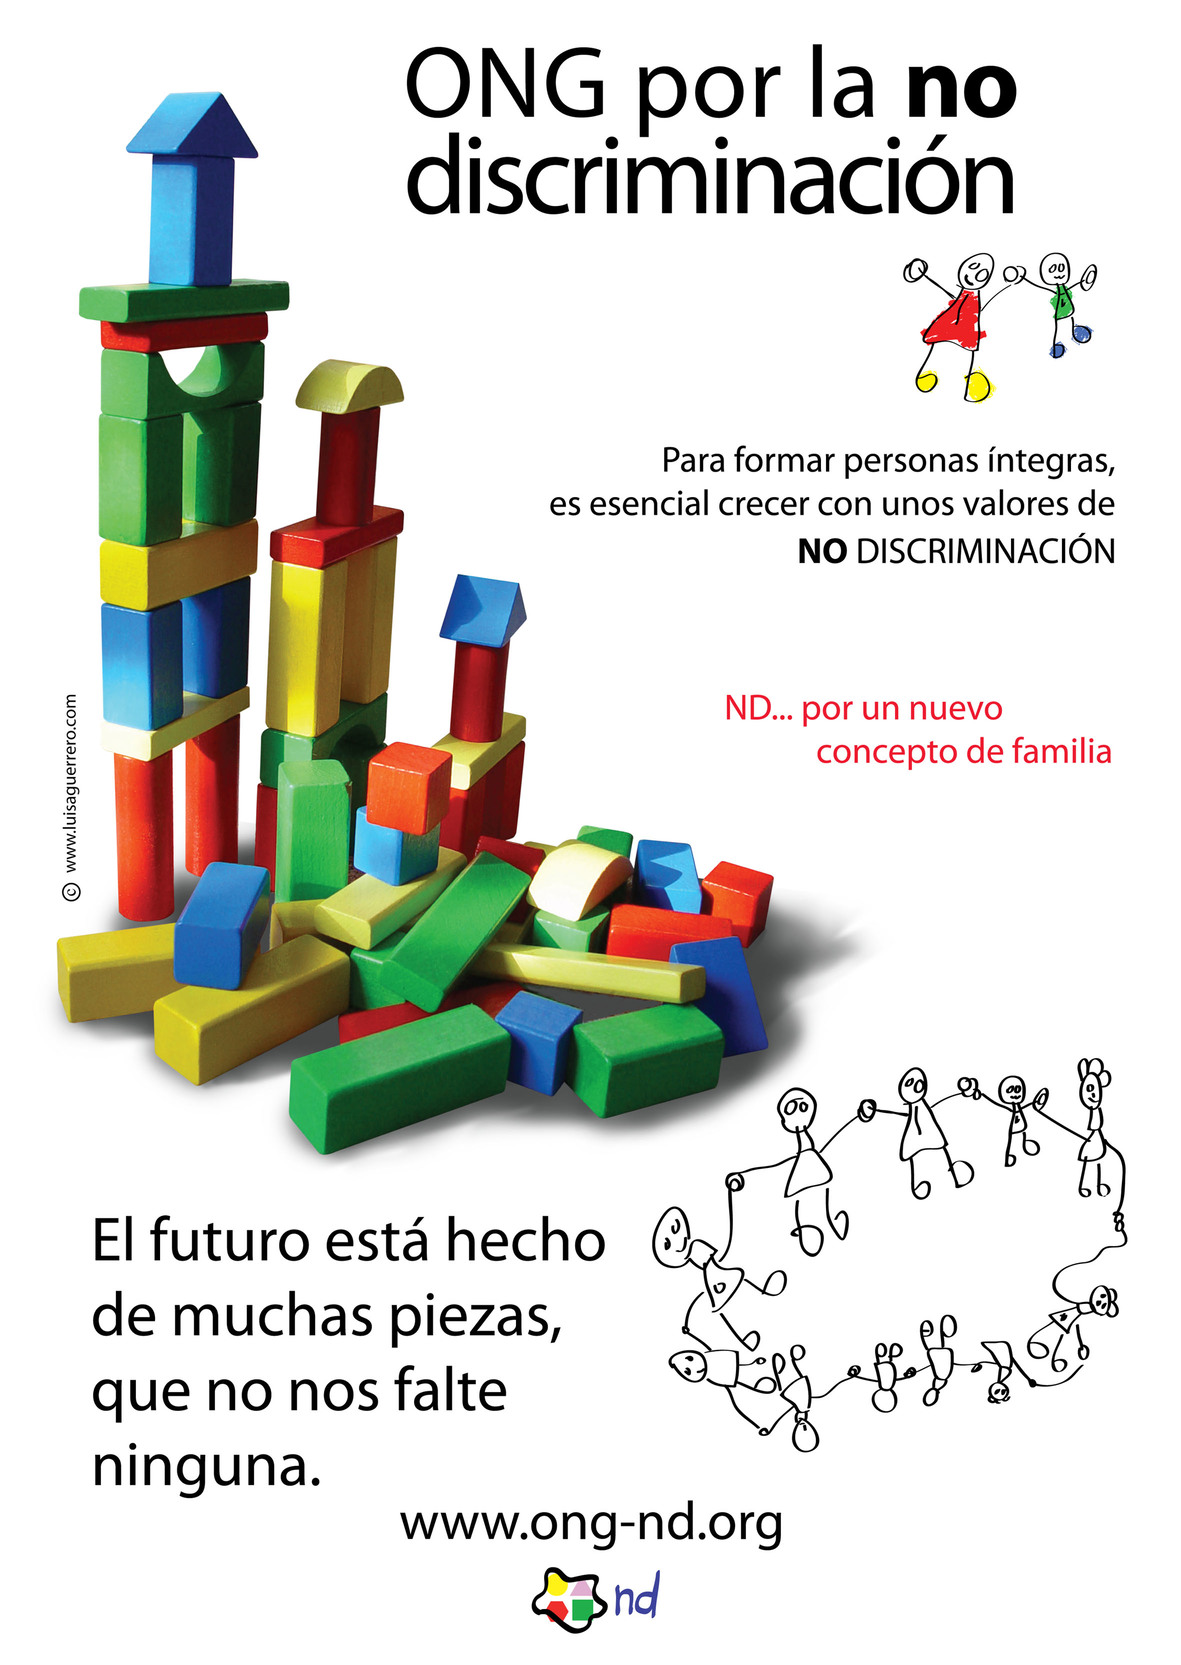 ONG por la no
discriminación
Para formar personas íntegras,
es esencial crecer con unos valores de
NO DISCRIMINACIÓN
ND... por un nuevo
concepto de familia
© www.luisaguerrero.com
El futuro está hecho
de muchas piezas,
que no nos falte
ninguna.
www.ong-nd.org
nd